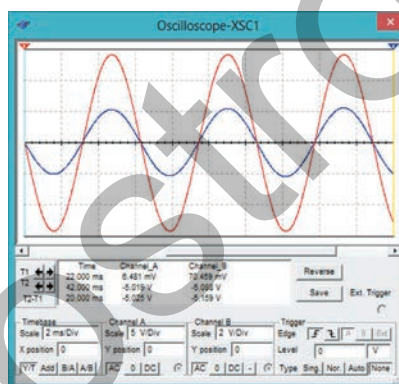 Oscilloscope-XSC1
T1
T2
T2-T1
Time Channel_A Channel_B
22.000 ms 6.481 mV 70.459 mV
42.000 ms -5.019 V -5.088 V
20.000 ms -5.025 V -5.159 V
Reverse
Save
Ext. Trigger
Timebase
Scale 2 ms/Div
X position 0
Y/T Add B/A A/B
Channel A
Scale 5 V/Div
Y position 0
AC 0 DC
Channel B
Scale 2 V/Div
Y position 0
AC 0 DC -
Trigger
Edge A B Ext
Level 0 V
Type Sing. Nor. Auto None